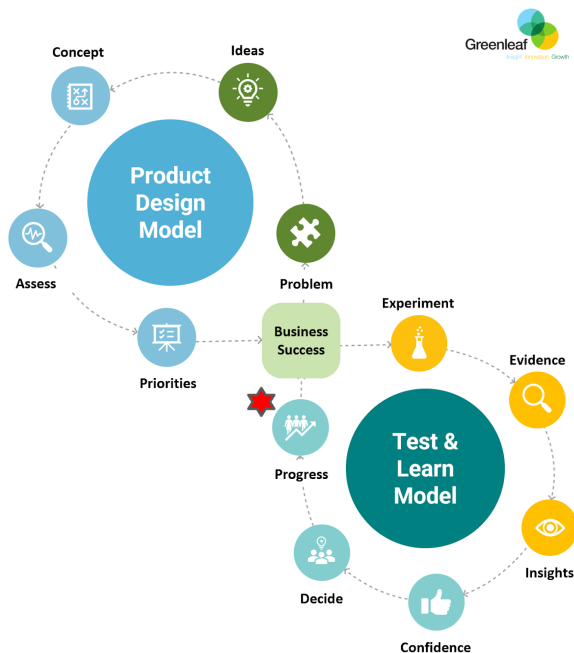 Greenleaf
Insight Innovation Growth
Concept
Ideas
Product
Design
Model
Assess
Problem
Priorities
Business
Success
Experiment
Evidence
Progress
Test &
Learn
Model
Insights
Decide
Confidence